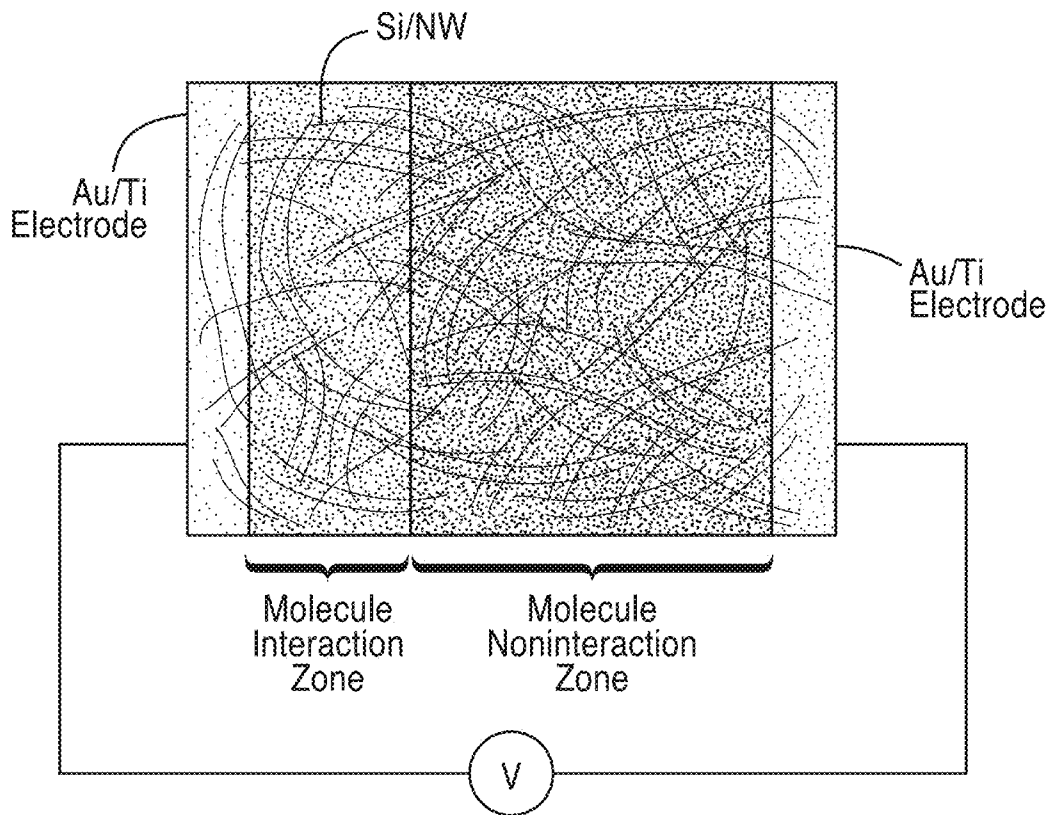 Si/NW
Au/Ti
Electrode
Au/Ti
Electrode
Molecule
Interaction
Zone
Molecule
Noninteraction
Zone
V